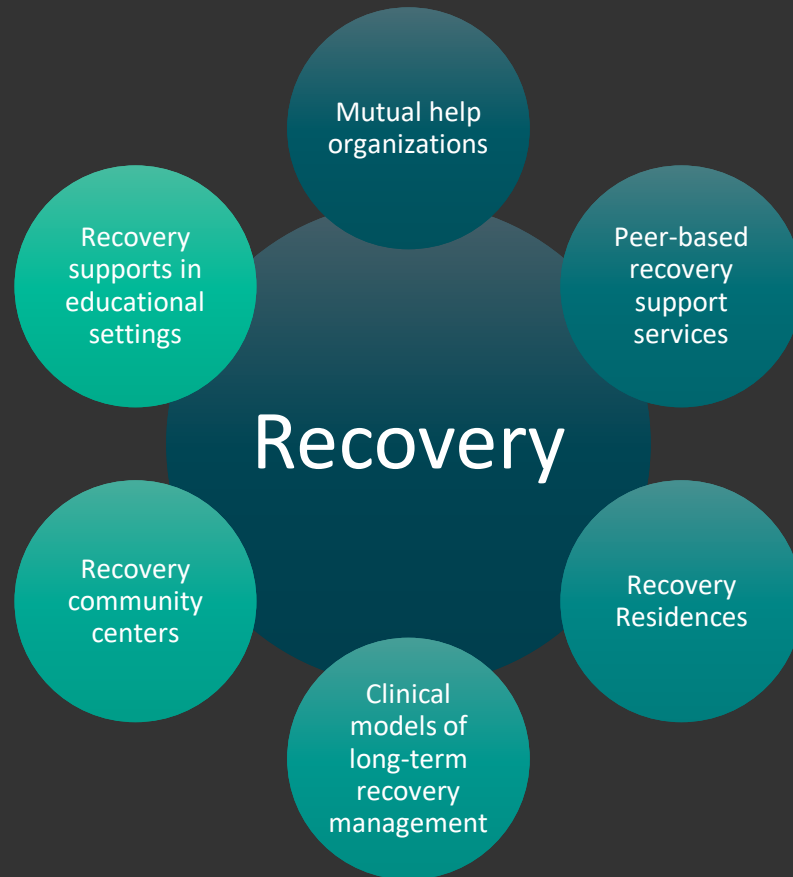 Mutual help
organizations
Peer-based
recovery
support
services
Recovery
Residences
Clinical
models of
long-term
recovery
management
Recovery
community
centers
Recovery
supports in
educational
settings
Recovery